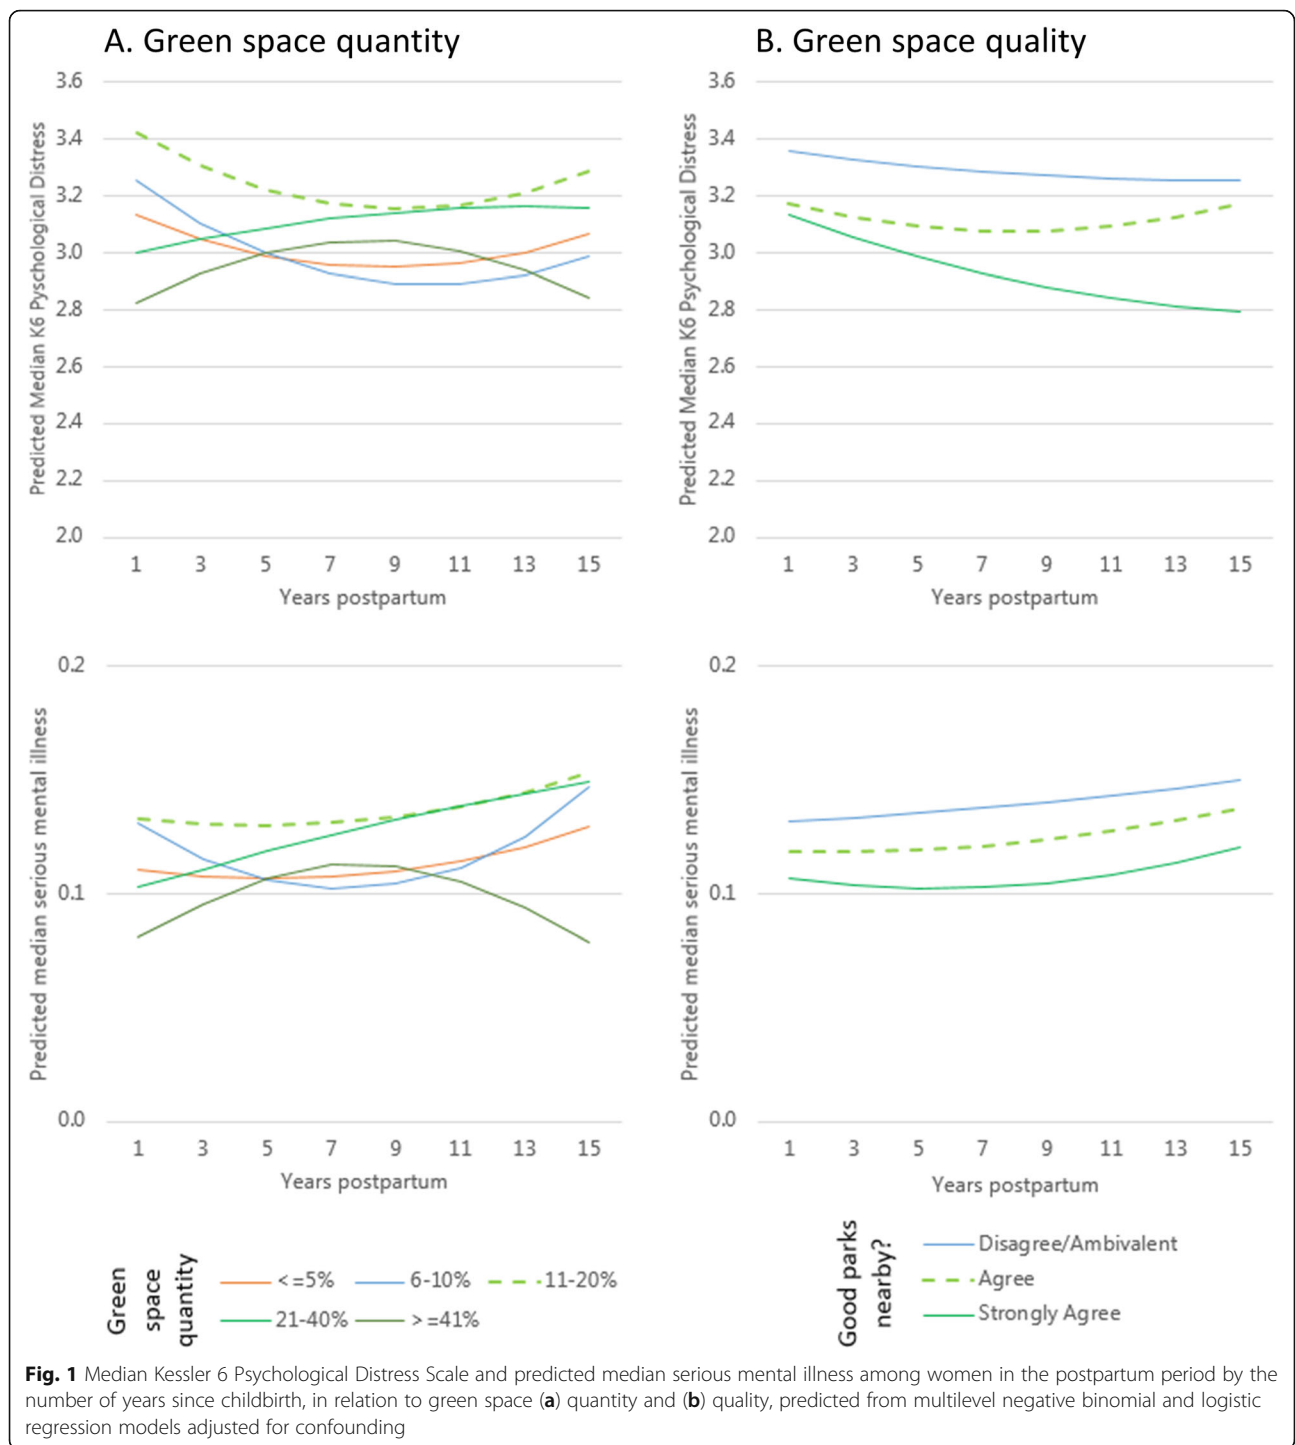 A. Green space quantity
Predicted Median K6 Pyschological Distress
3.6
3.4
3.2
3.0
2.8
2.6
2.4
2.2
2.0
1 3 5 7 9 11 13 15
Years postpartum
B. Green space quality
Predicted Median K6 Psychological Distress
3.6
3.4
3.2
3.0
2.8
2.6
2.4
2.2
2.0
1 3 5 7 9 11 13 15
Years postpartum
Predicted median serious mental illness
0.2
0.1
0.0
1 3 5 7 9 11 13 15
Years postpartum
Predicted median serious mental illness
0.2
0.1
0.0
1 3 5 7 9 11 13 15
Years postpartum
Green
space
quantity
<=5% 6-10% 11-20%
21-40% >=41%
Good parks
nearby?
Disagree/Ambivalent
Agree
Strongly Agree
Fig. 1 Median Kessler 6 Psychological Distress Scale and predicted median serious mental illness among women in the postpartum period by the
number of years since childbirth, in relation to green space (a) quantity and (b) quality, predicted from multilevel negative binomial and logistic
regression models adjusted for confounding